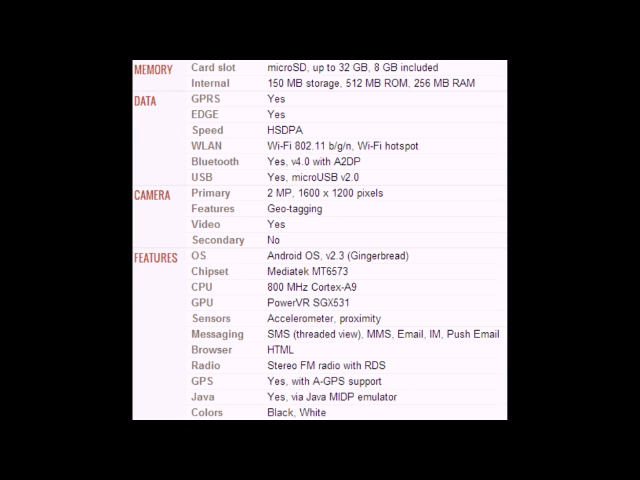 MEMORY Card slot microSD, up to 32 GB, 8 GB included
Internal 150 MB storage, 512 MB ROM, 256 MB RAM
DATA GPRS Yes
EDGE Yes
Speed HSDPA
WLAN Wi-Fi 802.11 b/g/n, Wi-Fi hotspot
Bluetooth Yes, v4.0 with A2DP
USB Yes, microUSB v2.0
CAMERA Primary 2 MP, 1600 x 1200 pixels
Features Geo-tagging
Video Yes
Secondary No
FEATURES OS Android OS, v2.3 (Gingerbread)
Chipset Mediatek MT6573
CPU 800 MHz Cortex-A9
GPU PowerVR SGX531
Sensors Accelerometer, proximity
Messaging SMS (threaded view), MMS, Email, IM, Push Email
Browser HTML
Radio Stereo FM radio with RDS
GPS Yes, with A-GPS support
Java Yes, via Java MIDP emulator
Colors Black, White